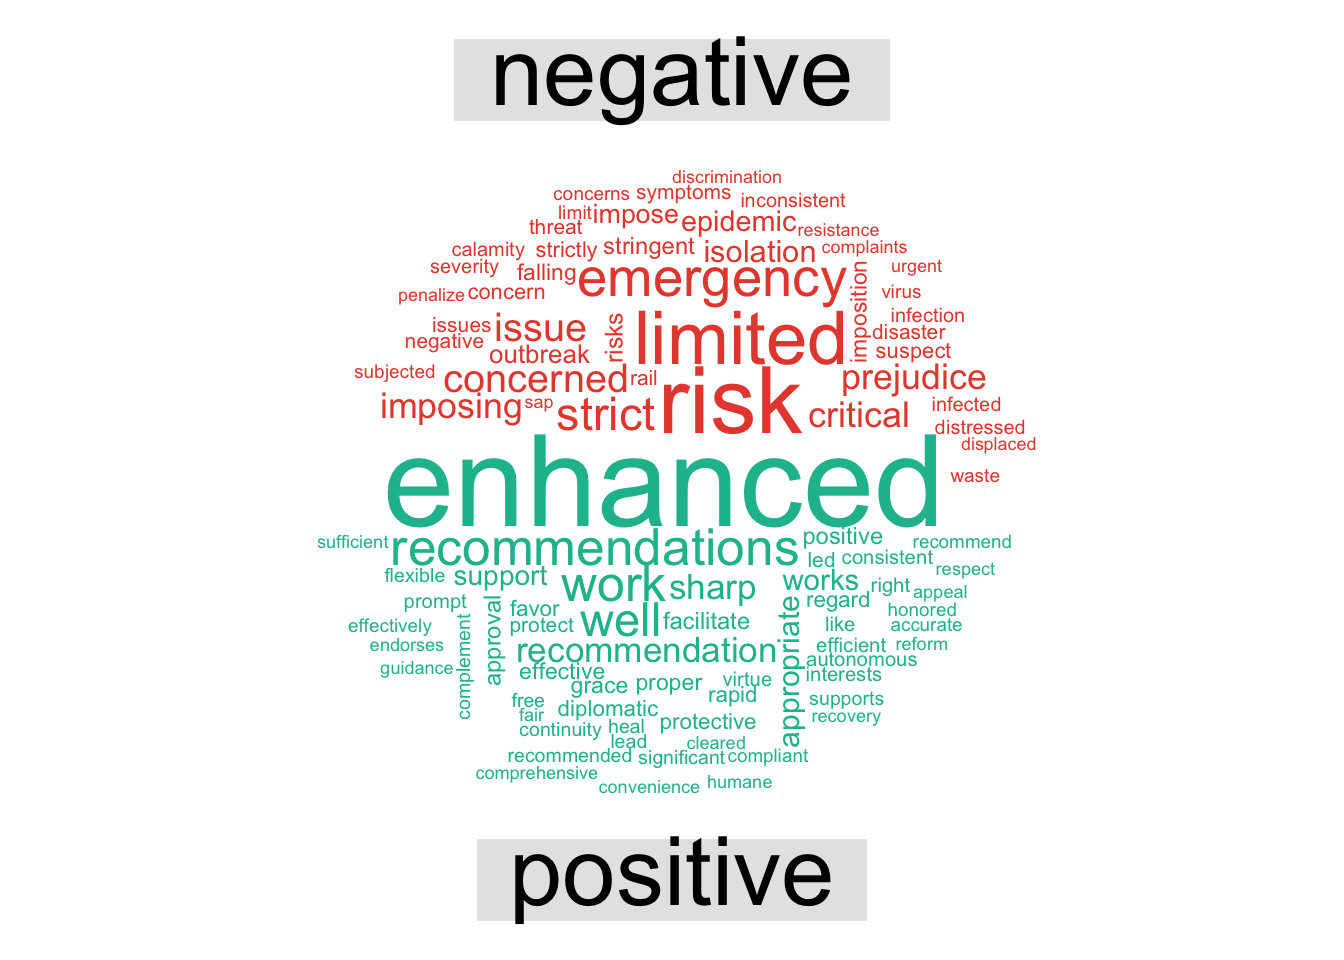 negative
discrimination
concerns symptoms inconsistent
limit impose epidemic
threat resistance
calamity strictly stringent isolation complaints
severity falling emergency imposition urgent
penalize concern virus
issues issue risks limited infection
negative disaster
outbreak suspect
subjected concerned rail risk prejudice
imposing sap strict critical infected
distressed
displaced
enhanced waste
sufficient recommendations positive recommend
led consistent
flexible support work sharp works right respect
prompt favor regard appeal
approval well facilitate appropriate honored
effectively complement protect like accurate
endorses recommendation efficient reform
guidance effective autonomous
grace proper virtue interests
free rapid supports
fair diplomatic protective recovery
continuity heal
lead cleared
recommended significant compliant
comprehensive convenience humane
positive